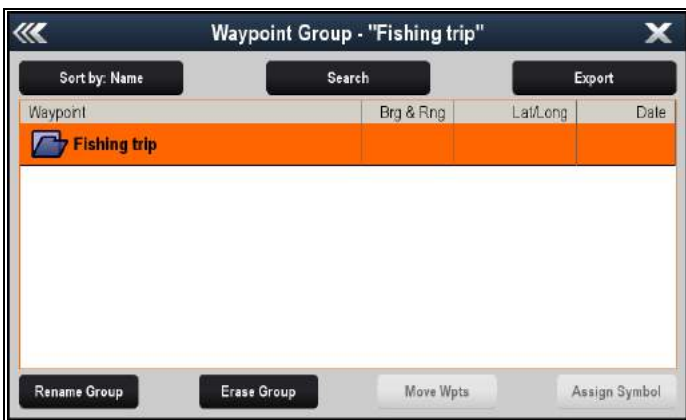 Waypoint Group - "Fishing trip"
Sort by: Name Search Export
Waypoint Brg & Rng Lat/Long Date
Fishing trip
Rename Group Erase Group Move Wpts Assign Symbol